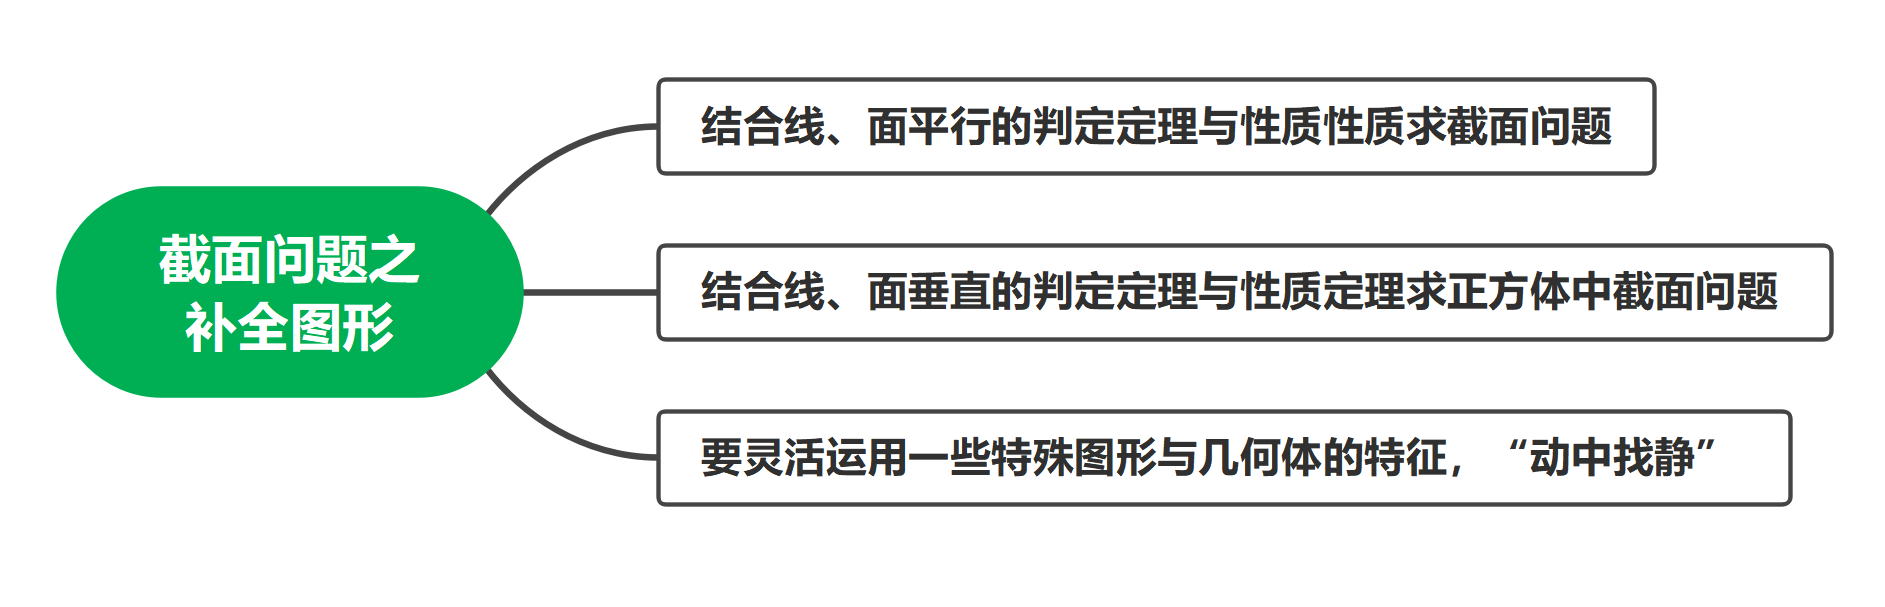 截面问题之
补全图形
结合线、面平行的判定定理与性质性质求截面问题
结合线、面垂直的判定定理与性质定理求正方体中截面问题
要灵活运用一些特殊图形与几何体的特征，“动中找静”